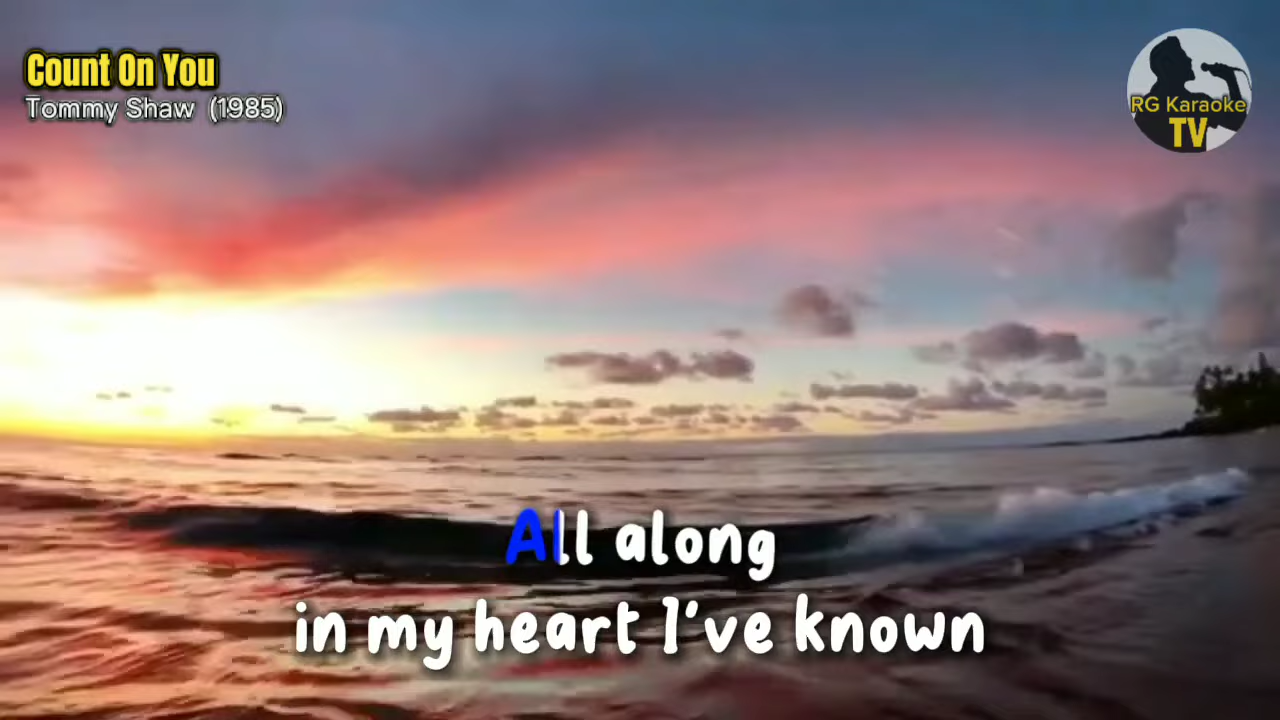 Count On You
Tommy Shaw (1985)
RG Karaoke
TV
All along
in my heart I've known